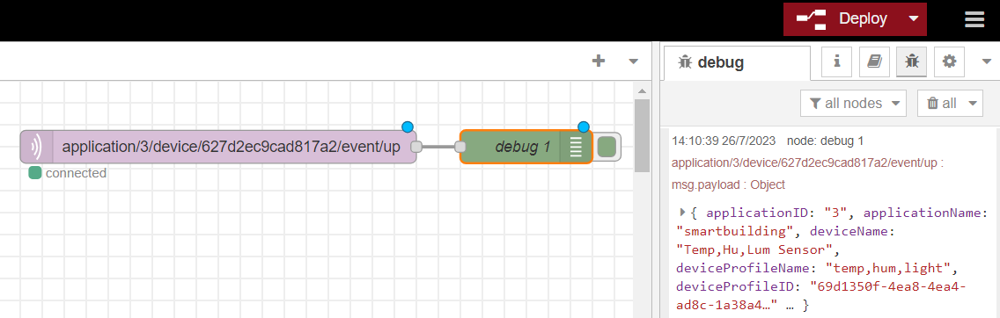 Deploy
debug
all nodes
all
application/3/device/627d2ec9cad817a2/event/up
debug 1
connected
14:10:39 26/7/2023 node: debug 1
application/3/device/627d2ec9cad817a2/event/up :
msg.payload : Object
{ applicationID: "3", applicationName:
"smartbuilding", deviceName:
"Temp,Hu,Lum Sensor",
deviceProfileName: "temp,hum,light",
deviceProfileID: "69d1350f-4ea8-4ea4-
ad8c-1a38a4…" … }